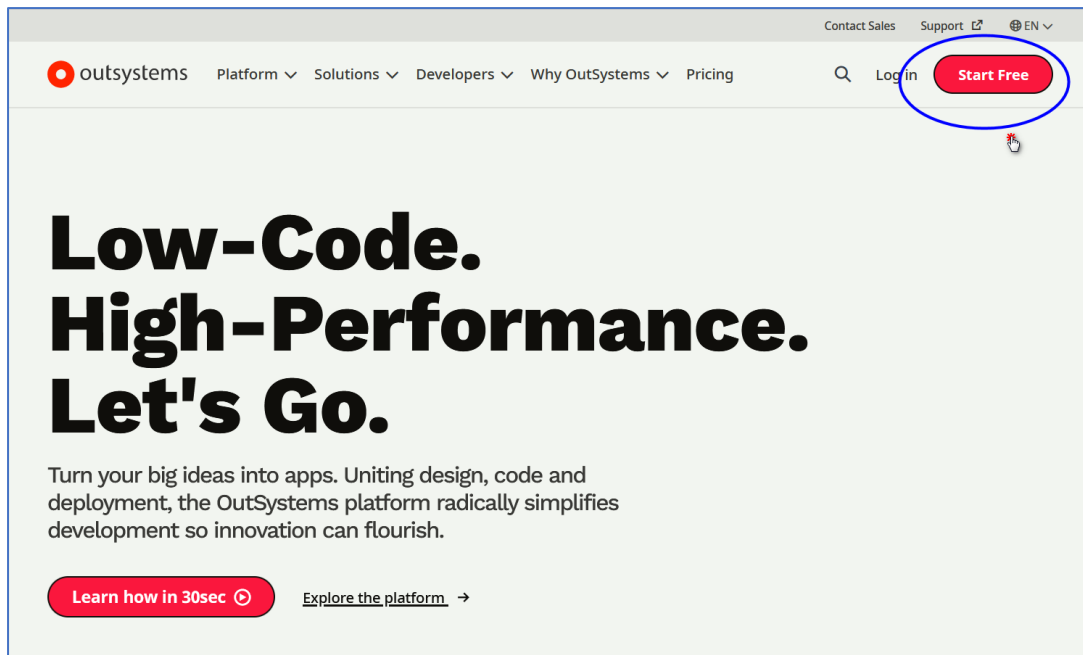 Contact Sales Support EN
outsystems Platform Solutions Developers Why OutSystems Pricing Log in Start Free
Low-Code.
High-Performance.
Let's Go.
Turn your big ideas into apps. Uniting design, code and
deployment, the OutSystems platform radically simplifies
development so innovation can flourish.
Learn how in 30sec Explore the platform